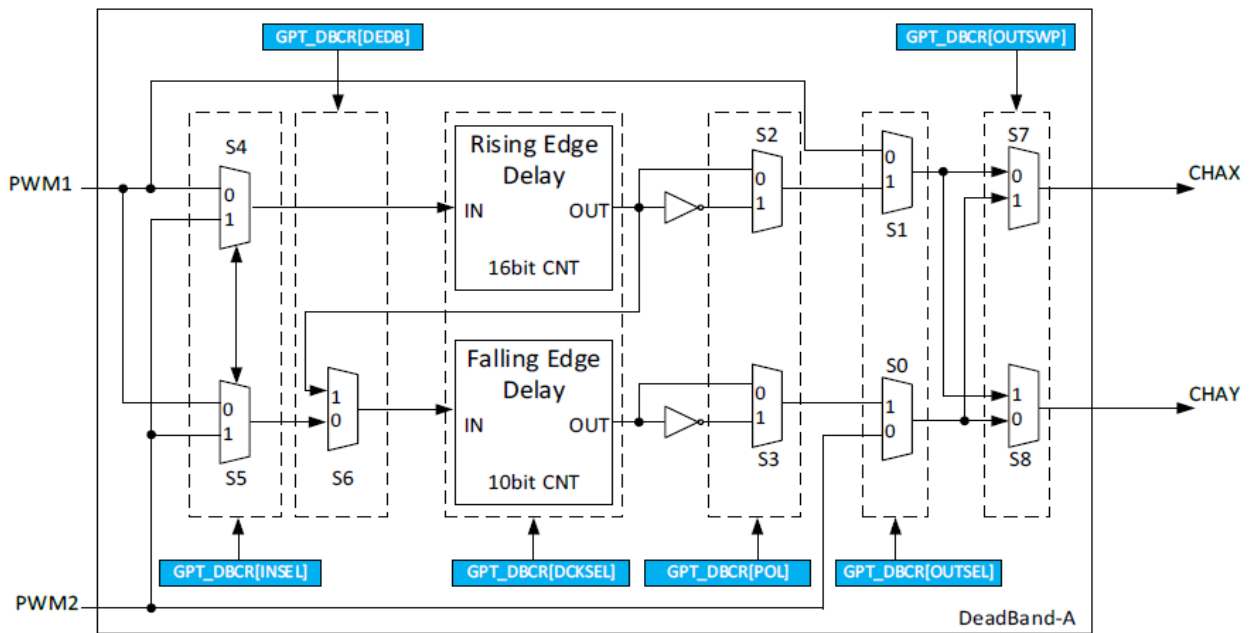 GPT_DBCR[DEDB]
GPT_DBCR[OUTSWP]
S4
Rising Edge
Delay
IN
OUT
16bit CNT
S2
S7
PWM1
0
1
0
1
0
1
S1
0
1
CHAX
Falling Edge
Delay
IN
OUT
10bit CNT
S0
0
1
S5
1
0
S6
0
1
S3
1
0
1
0
S8
CHAY
GPT_DBCR[INSEL]
GPT_DBCR[DCKSEL]
GPT_DBCR[POL]
GPT_DBCR[OUTSEL]
PWM2
DeadBand-A